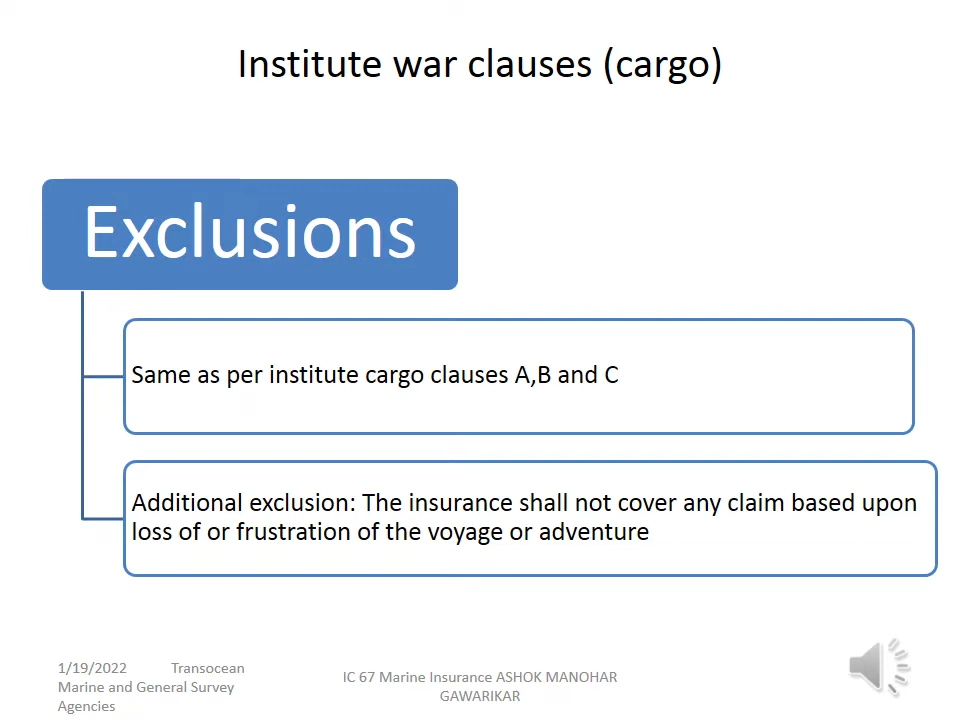 Institute war clauses (cargo)
Exclusions
Same as per institute cargo clauses A,B and C
Additional exclusion: The insurance shall not cover any claim based upon
loss of or frustration of the voyage or adventure
1/19/2022 Transocean
Marine and General Survey
Agencies
IC 67 Marine Insurance ASHOK MANOHAR
GAWARIKAR